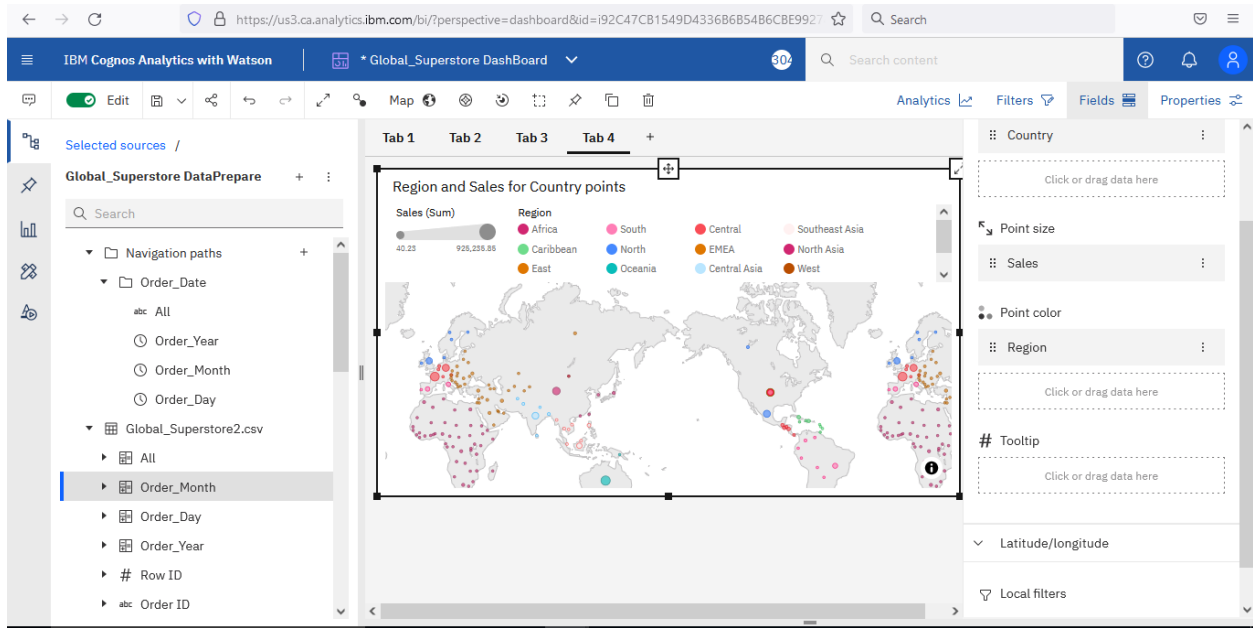 https://us3.ca.analytics.ibm.com/bi/?perspective=dashboard&id=i92C47CB1549D4336B6B54B6CBE9927
Search
IBM Cognos Analytics with Watson
* Global_Superstore DashBoard
304
Search content
Edit
Map
Analytics
Filters
Fields
Properties
Selected sources /
Global_Superstore DataPrepare
Search
Navigation paths
Order_Date
abc All
Order_Year
Order_Month
Order_Day
Global_Superstore2.csv
All
Order_Month
Order_Day
Order_Year
# Row ID
abc Order ID
Tab 1
Tab 2
Tab 3
Tab 4
+
Region and Sales for Country points
Sales (Sum)
40.23
925,235.85
Region
Africa
South
Central
Southeast Asia
Caribbean
North
EMEA
North Asia
East
Oceania
Central Asia
West
Country
Click or drag data here
Point size
Sales
Point color
Region
Click or drag data here
# Tooltip
Click or drag data here
Latitude/longitude
Local filters